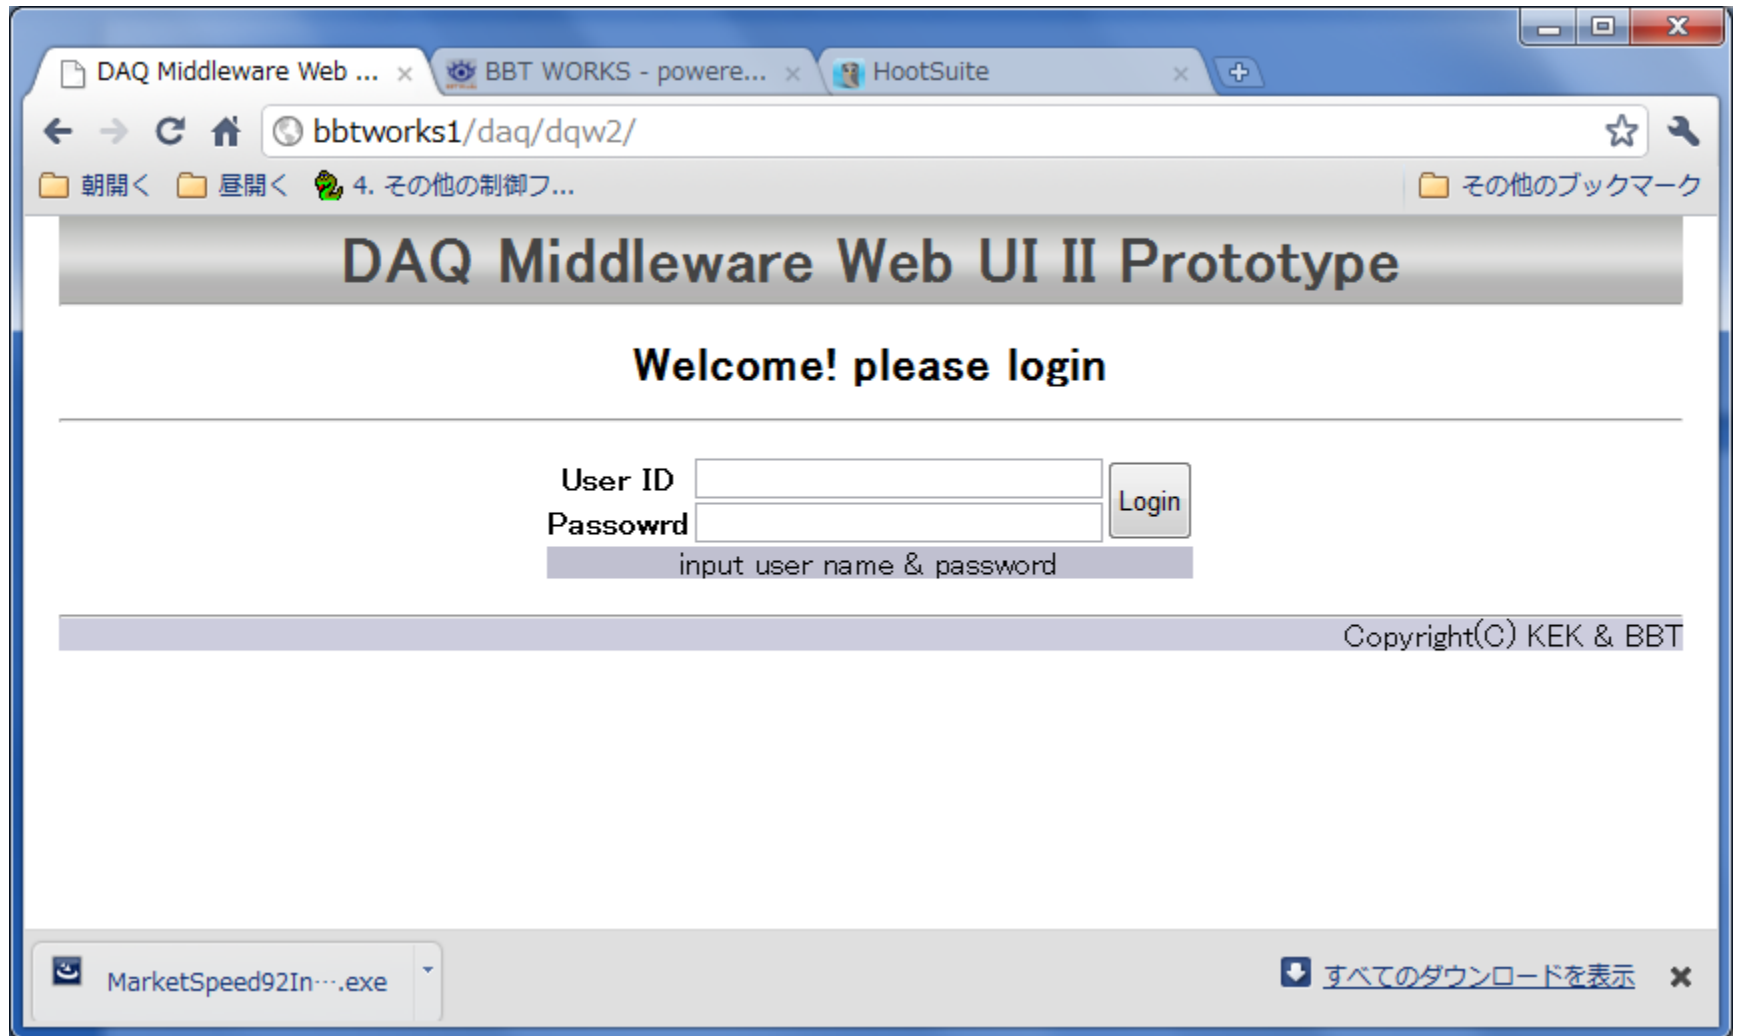 DAQ Middleware Web ...
BBT WORKS - powere...
HootSuite
bbtworks1/daq/dqw2/
朝開く
昼開く
4. その他の制御フ...
その他のブックマーク
DAQ Middleware Web UI II Prototype
Welcome! please login
User ID
Login
Passowrd
input user name & password
Copyright(C) KEK & BBT
MarketSpeed92In….exe
すべてのダウンロードを表示